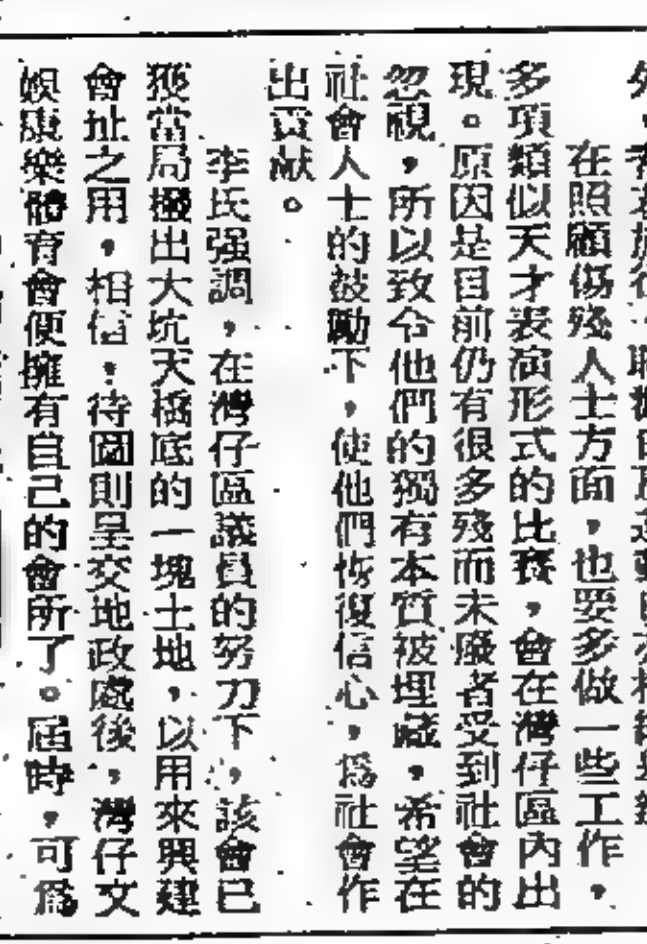 在照顧傷殘人士方面，也要多做一些工作，
多項類似天才表演形式的比賽，會在灣仔區內出
現。原因是目前仍有很多殘而未廢者受到社會的
忽視，所以致令他們的獨有本質被埋藏，希望在
社會人士的鼓勵下，使他們恢復信心，爲社會作
出貢献。
李氏强調，在灣仔區議員的努力下，該會已
獲當局撥出大坑天橋底的一塊土地，以用來興建
會址之用，相信，待圖則呈交地政處後，灣仔文
娛康樂體育會便擁有自己的會所了。屆時，可爲